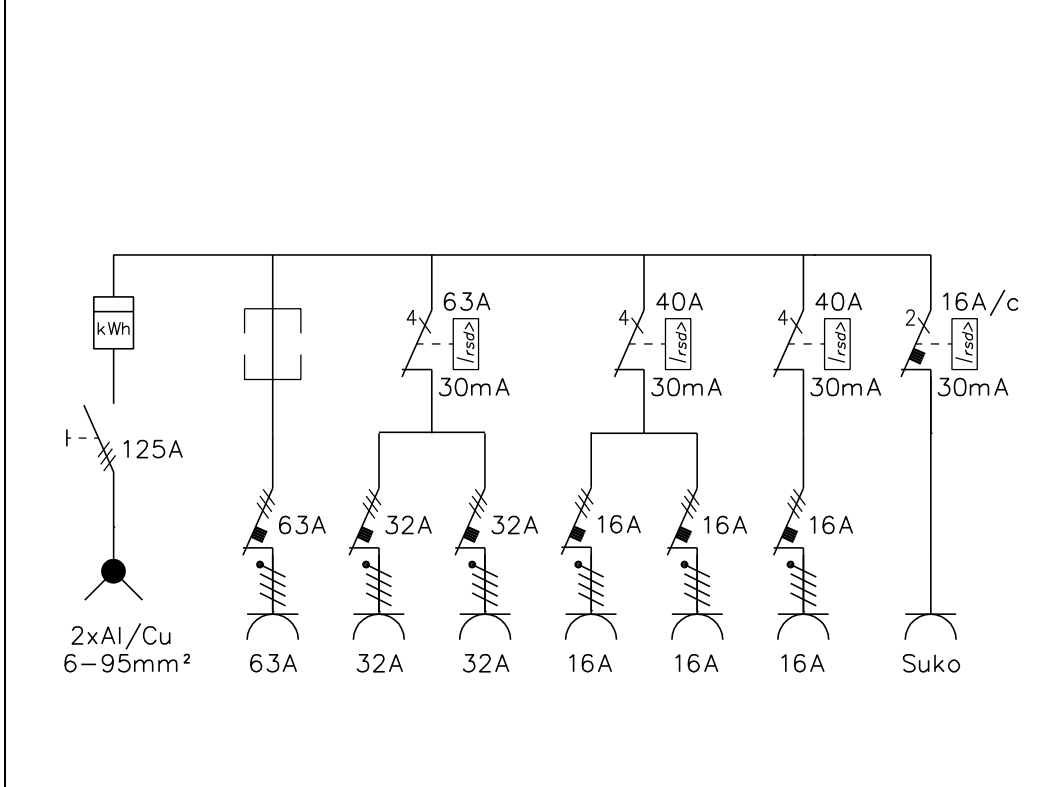 63A 40A 40A 16A/c
4 4 4 2
kWh Irsd> Irsd> Irsd> Irsd>
30mA 30mA 30mA 30mA
125A
63A 32A 32A 16A 16A 16A
2xAl/Cu
6-95mm² 63A 32A 32A 16A 16A 16A Suko